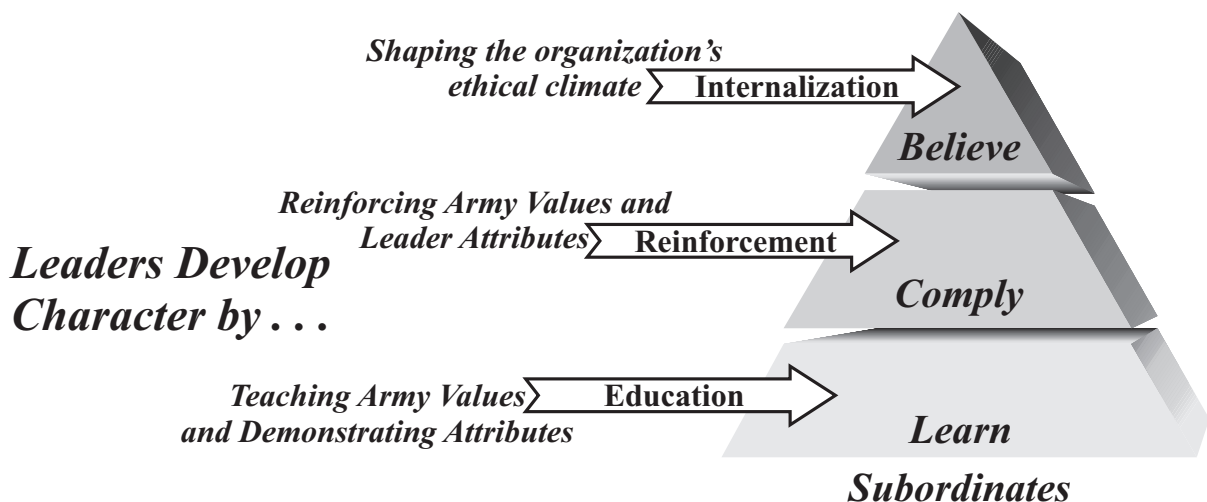 Shaping the organization’s
ethical climate
Internalization
Believe
Reinforcing Army Values and
Leader Attributes
Reinforcement
Comply
Leaders Develop
Character by . . .
Teaching Army Values
and Demonstrating Attributes
Education
Learn
Subordinates